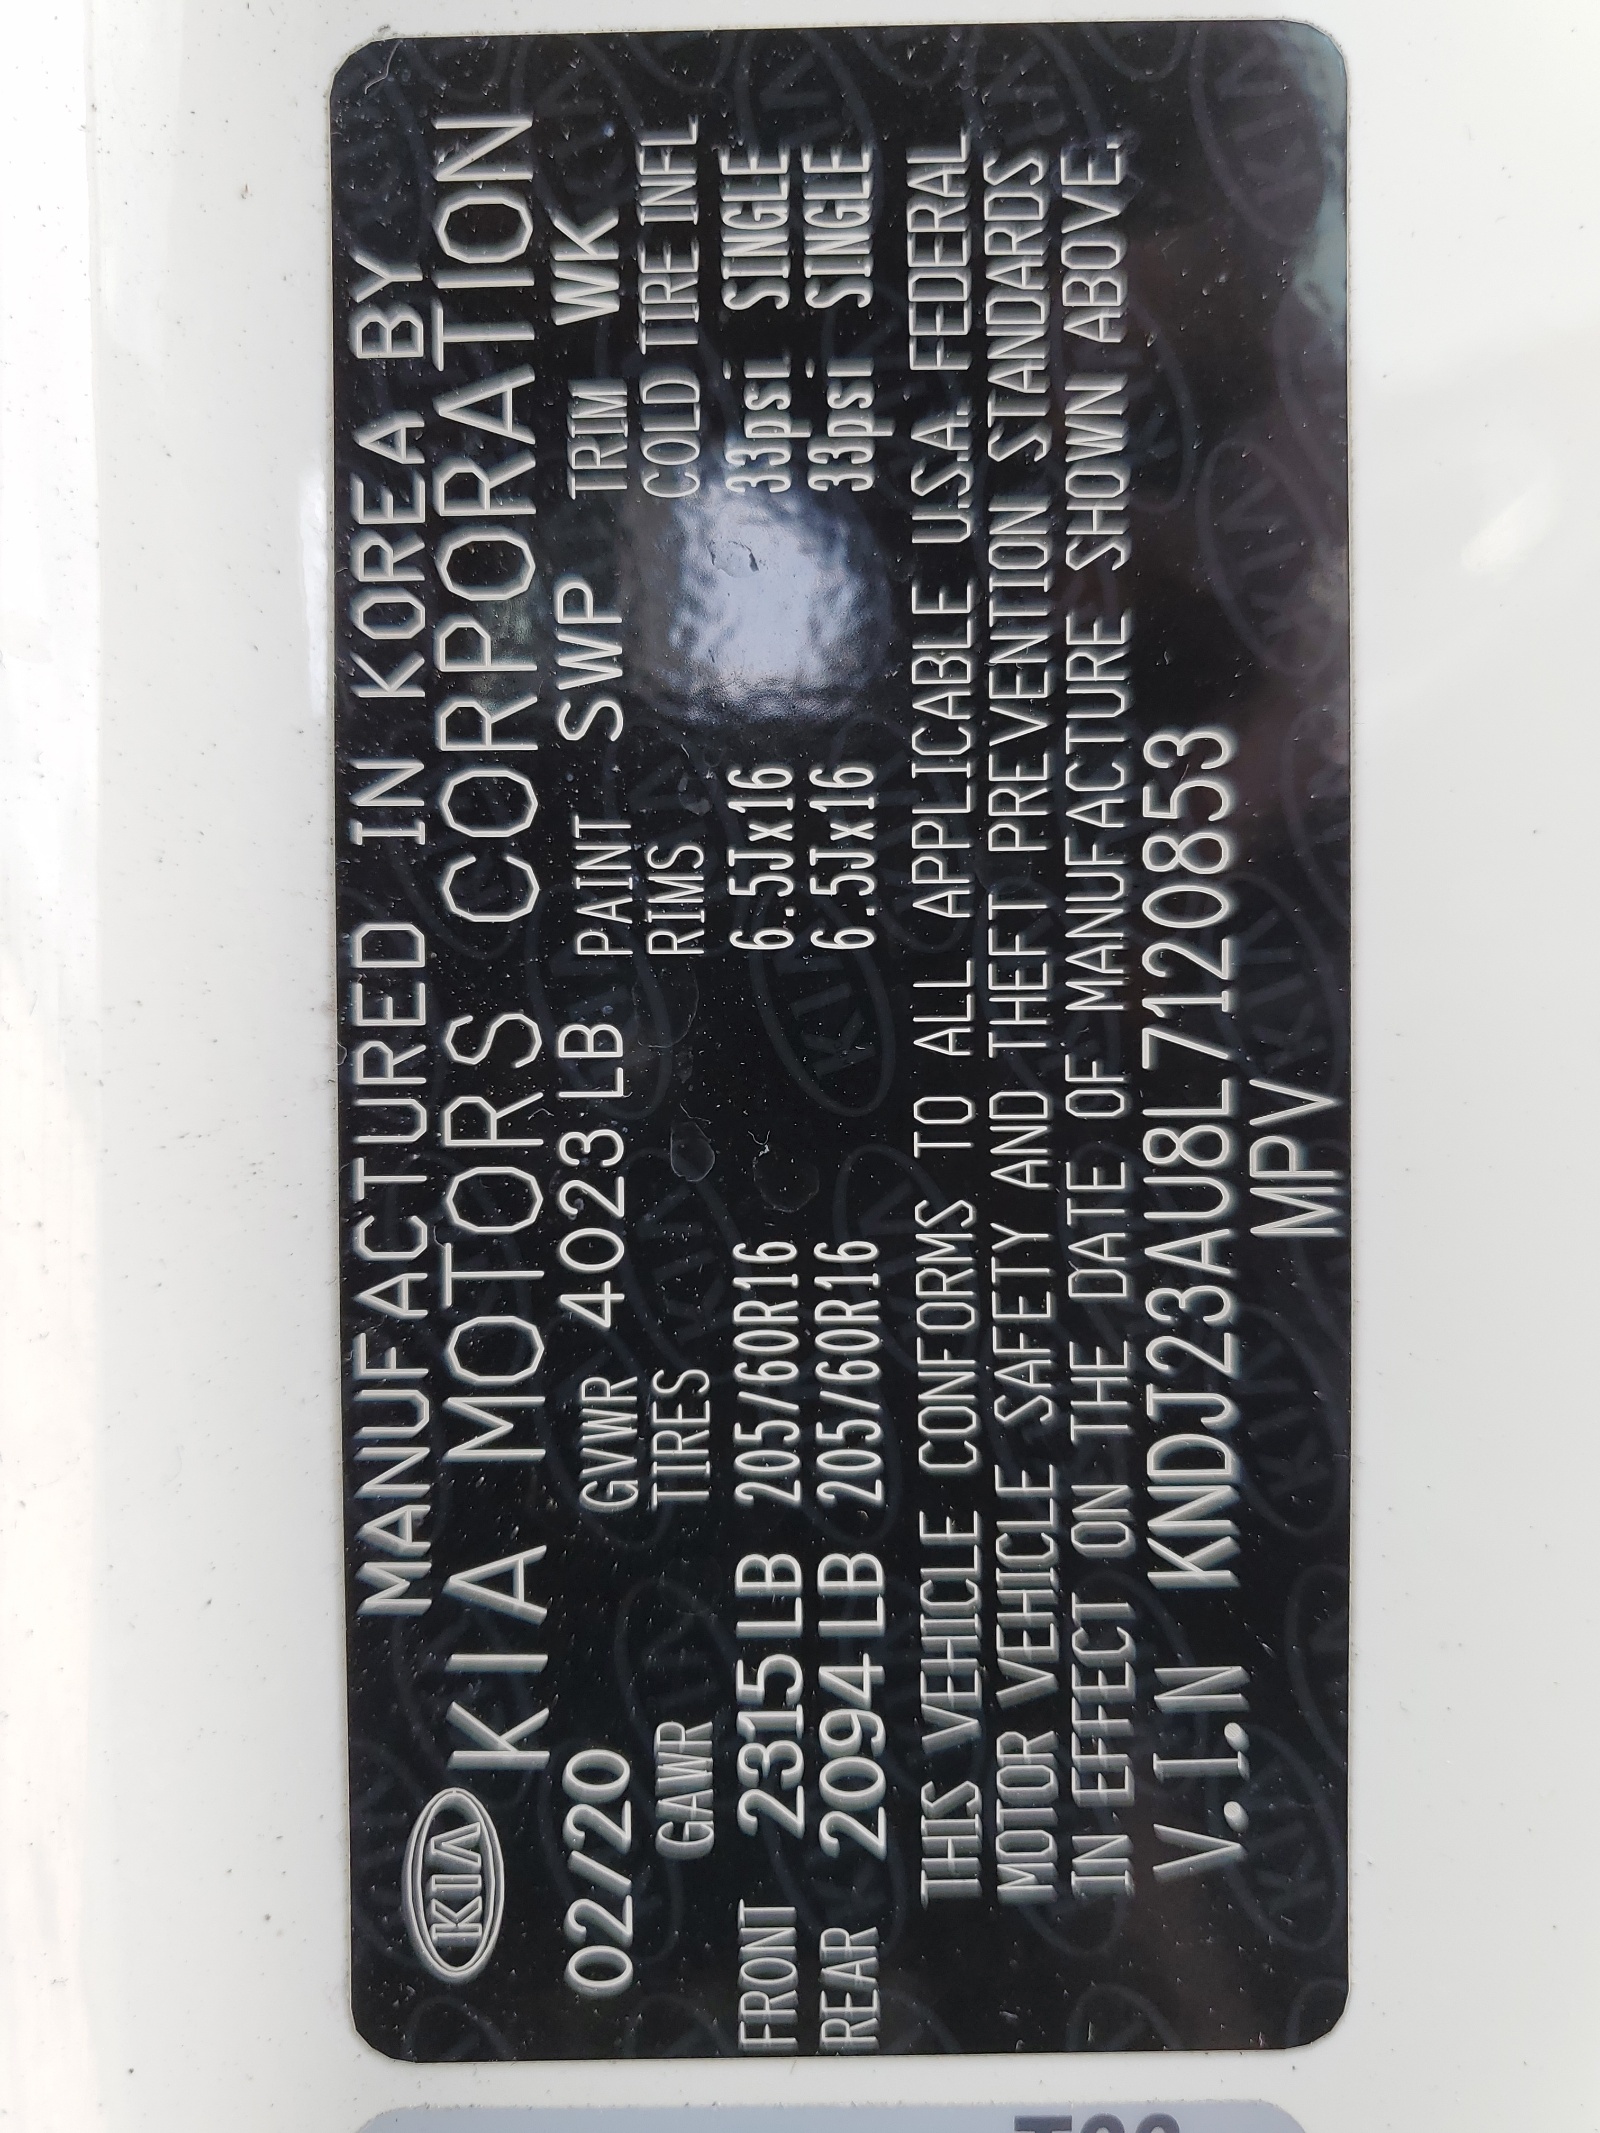 MANUFACTURED IN KOREA BY
KIA KIA MOTORS CORPORATION
02/20 GVWR 4023 LB PAINT SWP TRIM WK
GAWR TIRES RIMS COLD TIRE INFL
FRONT 2315 LB 205/60R16 6.5Jx16 33psi SINGLE
REAR 2094 LB 205/60R16 6.5Jx16 33psi SINGLE
THIS VEHICLE CONFORMS TO ALL APPLICABLE U.S.A. FEDERAL
MOTOR VEHICLE SAFETY AND THEFT PREVENTION STANDARDS
IN EFFECT ON THE DATE OF MANUFACTURE SHOWN ABOVE.
V.I.N KNDJ23AU8L7120853
MPV